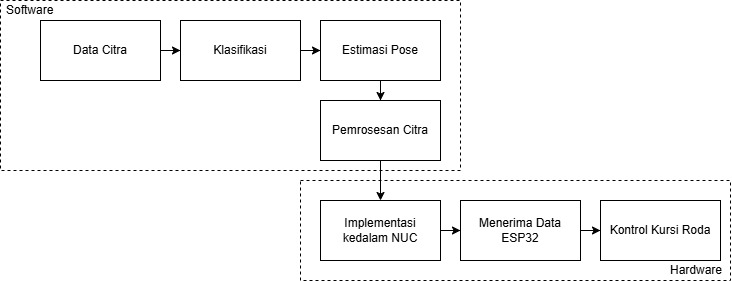 Software
Data Citra
Klasifikasi
Estimasi Pose
Pemrosesan Citra
Implementasi
kedalam NUC
Menerima Data
ESP32
Kontrol Kursi Roda
Hardware